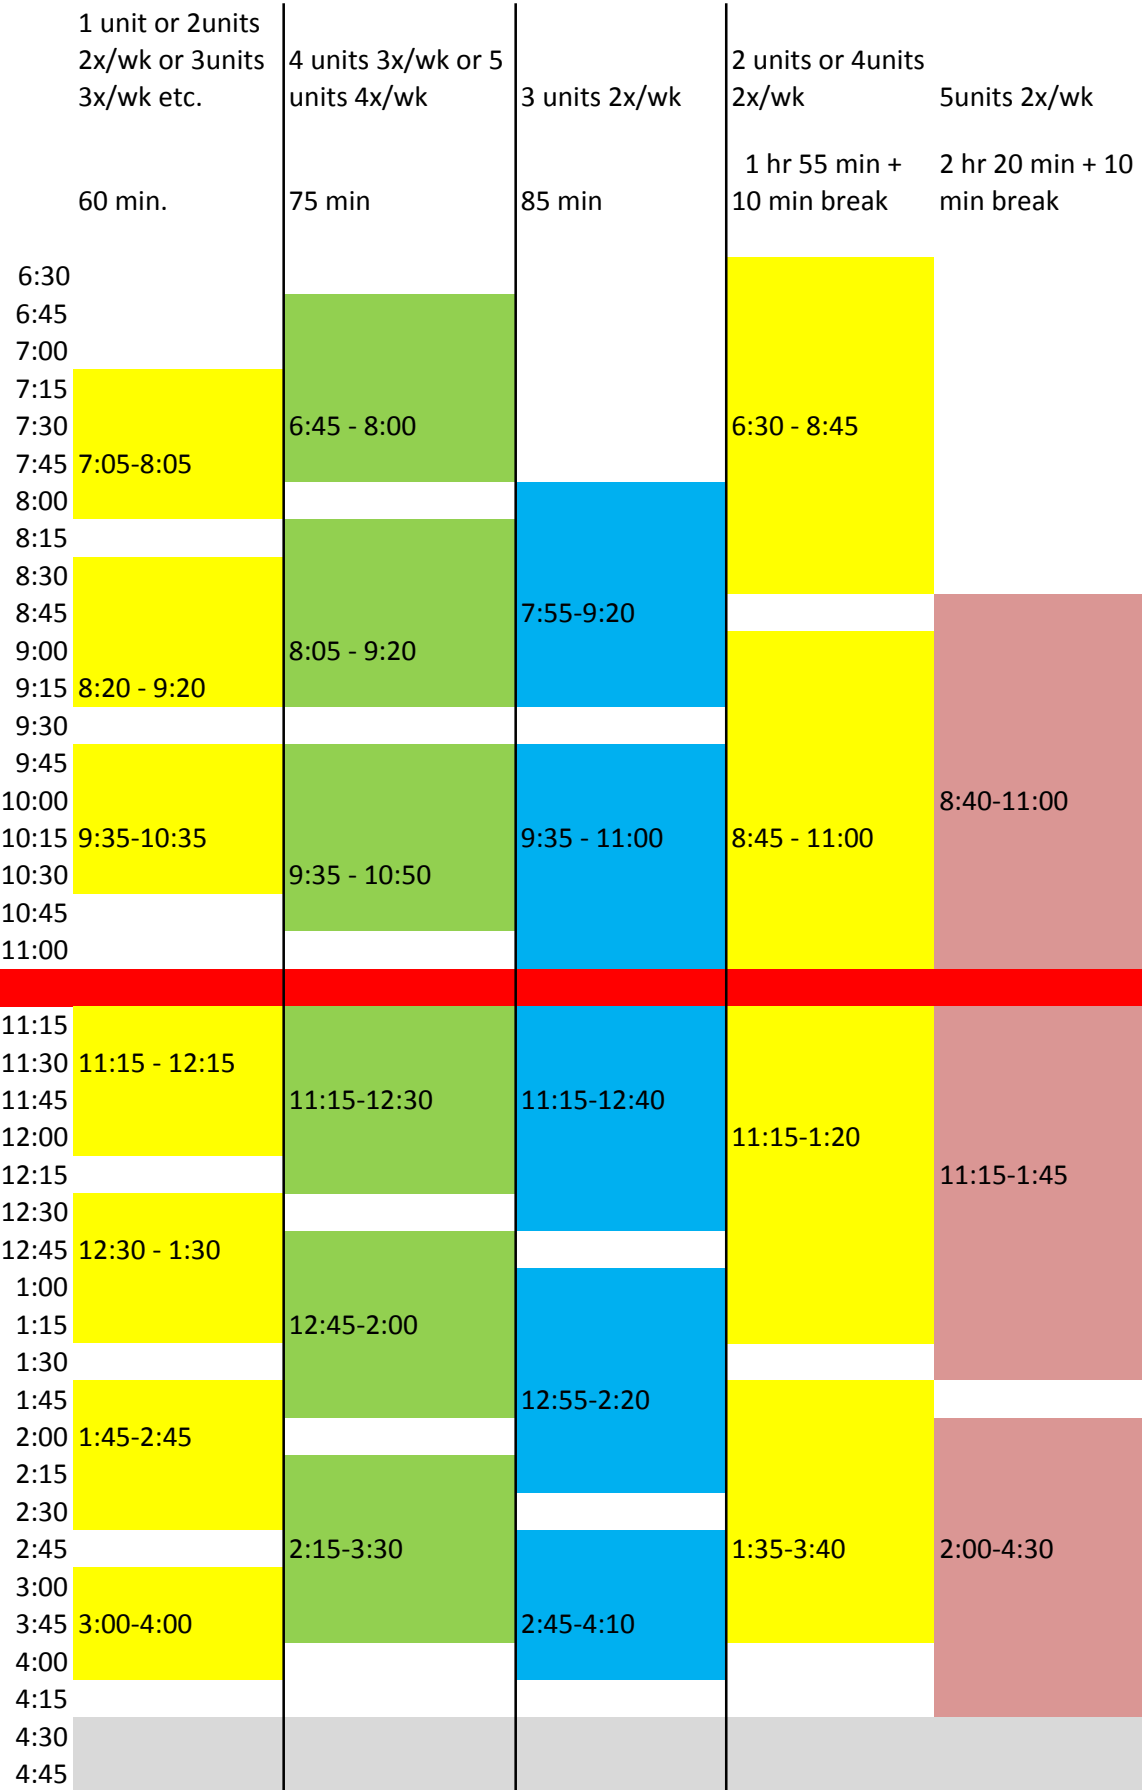 1 unit or 2units
2x/wk or 3units
3x/wk etc.
4 units 3x/wk or 5
units 4x/wk
3 units 2x/wk
2 units or 4units
2x/wk
5units 2x/wk
60 min.
75 min
85 min
1 hr 55 min +
10 min break
2 hr 20 min + 10
min break
6:30
6:45
7:00
7:15
7:30 6:45 - 8:00 6:30 - 8:45
7:45 7:05-8:05
8:00
8:15
8:30
8:45 7:55-9:20
9:00 8:05 - 9:20
9:15 8:20 - 9:20
9:30
9:45
10:00 8:40-11:00
10:15 9:35-10:35 9:35 - 11:00 8:45 - 11:00
10:30 9:35 - 10:50
10:45
11:00
11:15
11:30 11:15 - 12:15
11:45 11:15-12:30 11:15-12:40
12:00 11:15-1:20
12:15 11:15-1:45
12:30
12:45 12:30 - 1:30
1:00
1:15 12:45-2:00
1:30
1:45 12:55-2:20
2:00 1:45-2:45
2:15
2:30
2:45 2:15-3:30 1:35-3:40 2:00-4:30
3:00
3:45 3:00-4:00 2:45-4:10
4:00
4:15
4:30
4:45